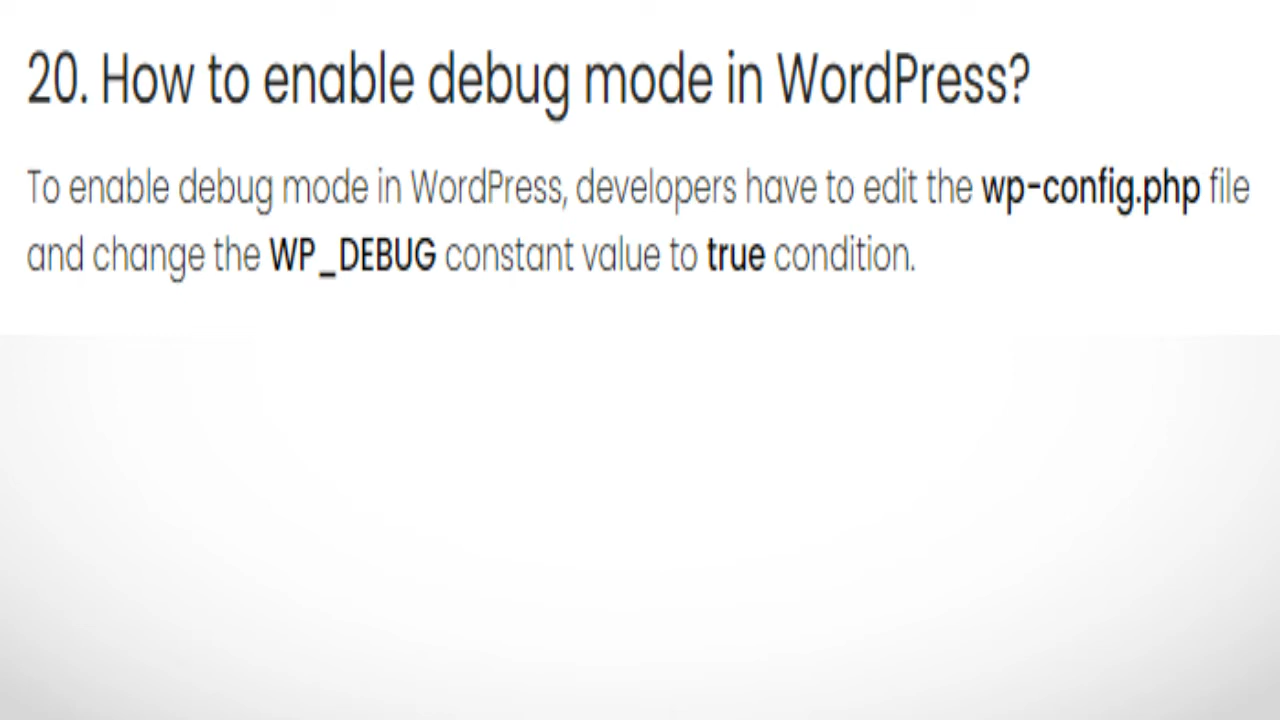 20. How to enable debug mode in WordPress?
To enable debug mode in WordPress, developers have to edit the wp-config.php file
and change the WP_DEBUG constant value to true condition.